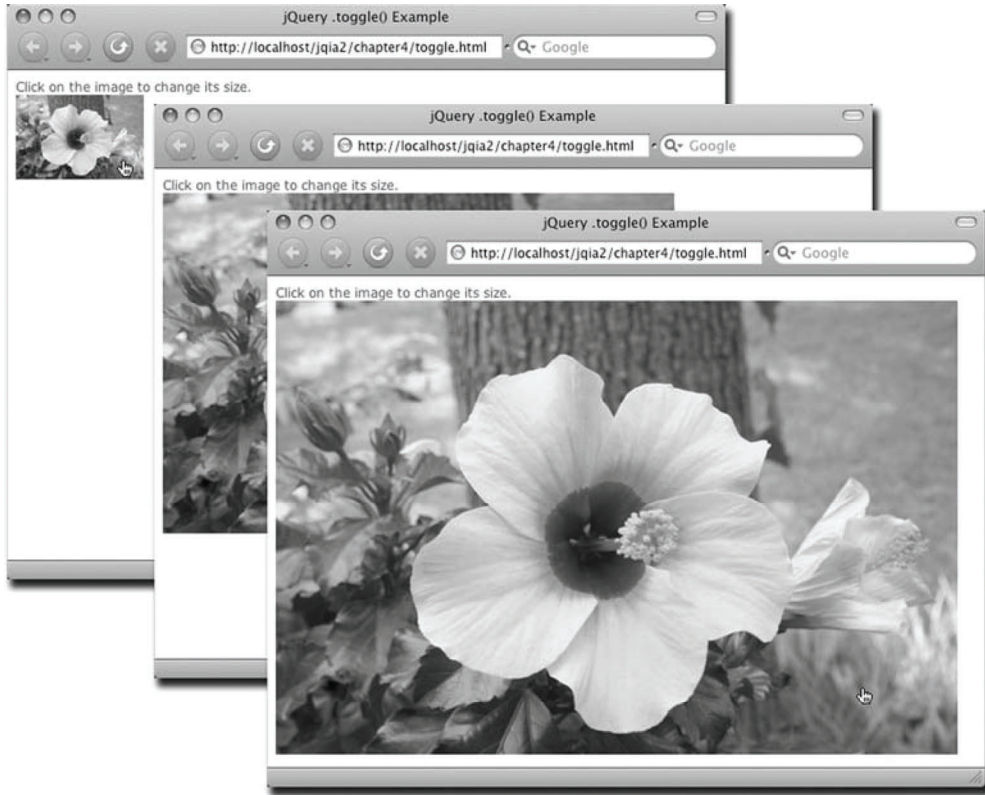 jQuery .toggle() Example
http://localhost/jqia2/chapter4/toggle.html
Google
Click on the image to change its size.
jQuery .toggle() Example
http://localhost/jqia2/chapter4/toggle.html
Google
Click on the image to change its size.
jQuery .toggle() Example
http://localhost/jqia2/chapter4/toggle.html
Google
Click on the image to change its size.